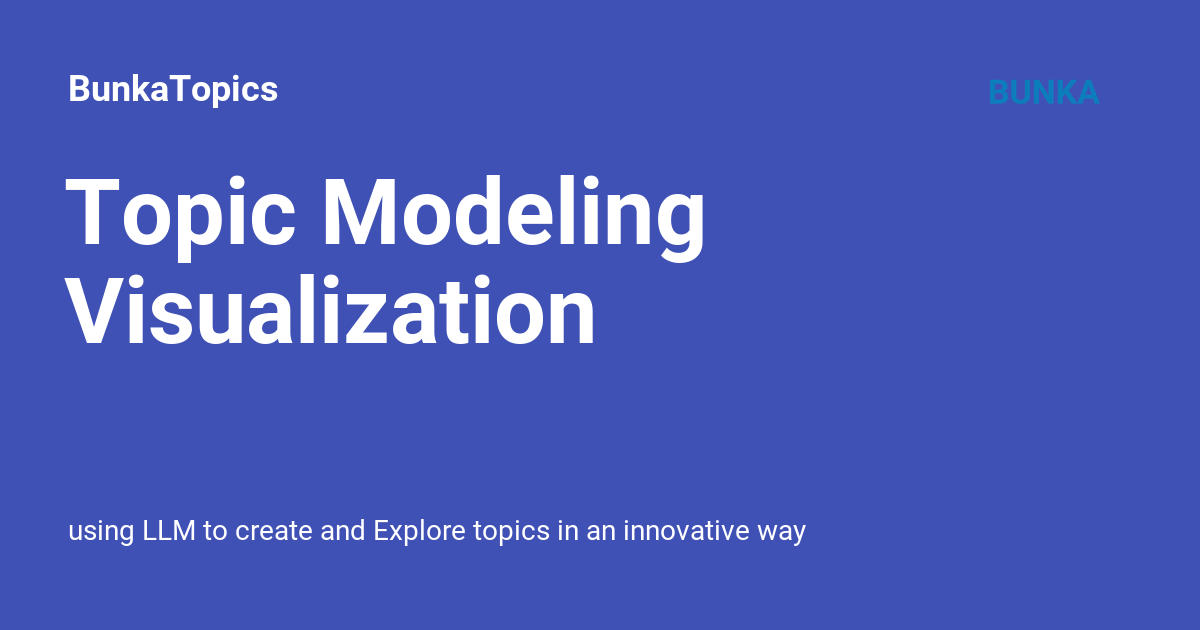 BunkaTopics
BUNKA
Topic Modeling
Visualization
using LLM to create and Explore topics in an innovative way